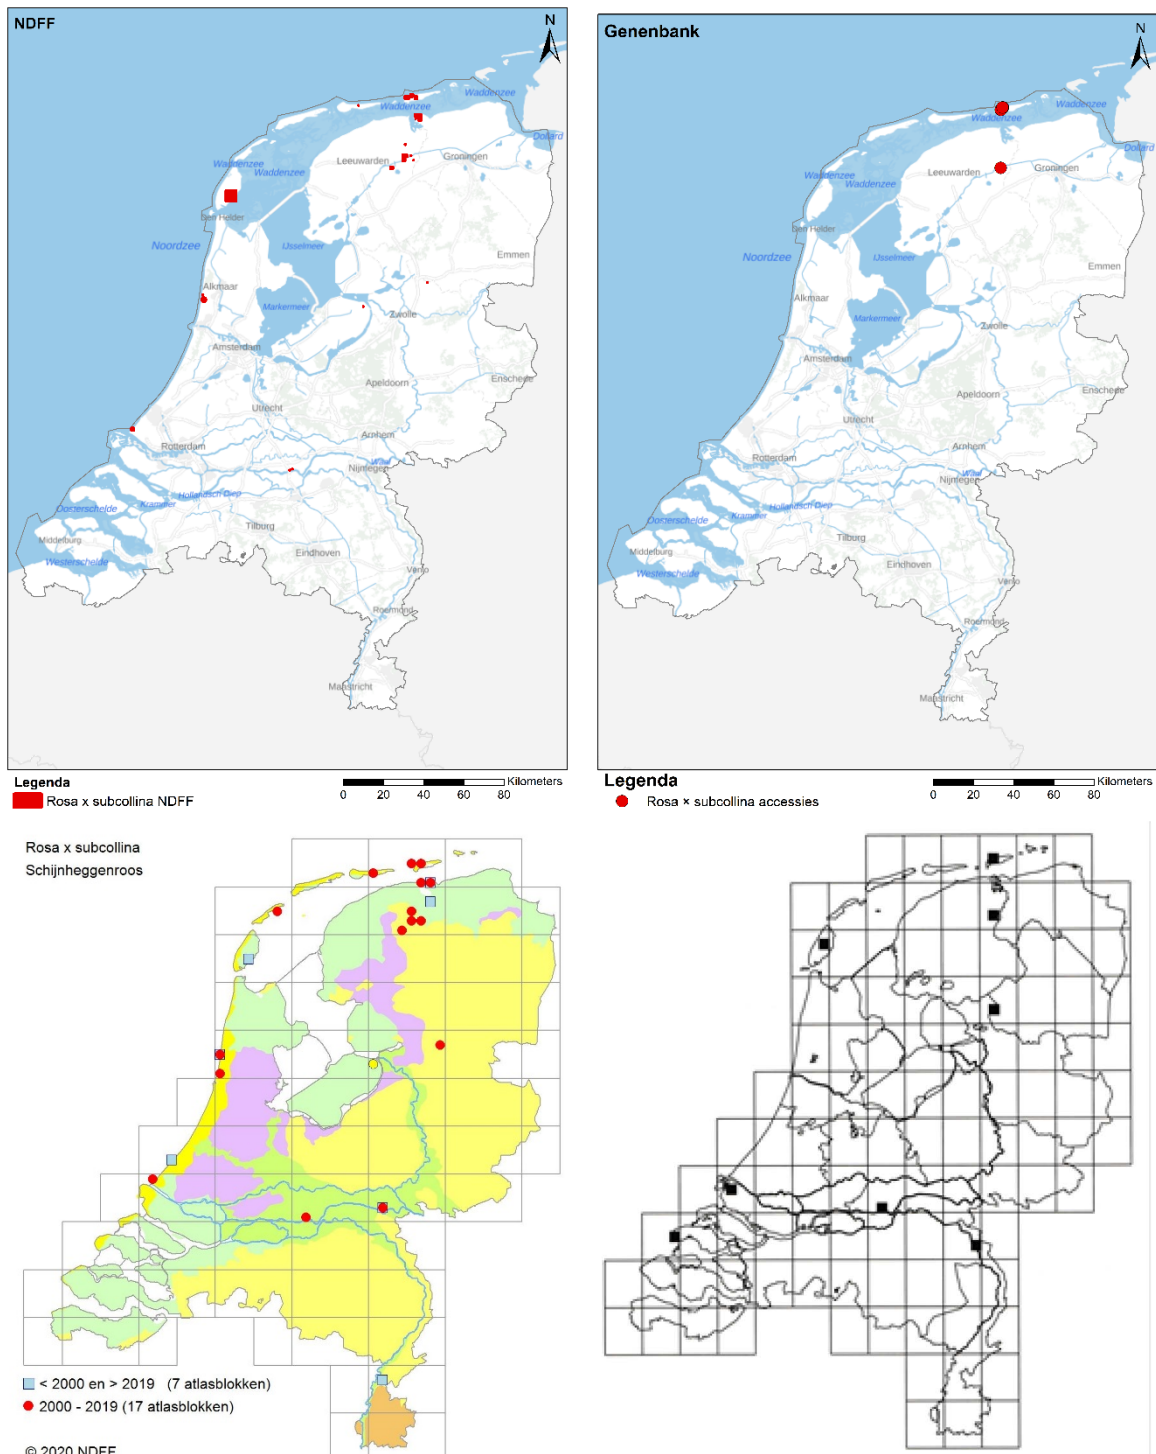 NDFF
N
Waddenzee
Waddenzee
Dollard
Leeuwarden
Groningen
Waddenzee
Waddenzee
Den Helder
Noordzee
IJsselmeer
Emmen
Alkmaar
Markermeer
Zwolle
Amsterdam
Apeldoorn
Enschede
Utrecht
Arnhem
Rotterdam
Waal
Nijmegen
Hollandsch Diep
Krammer
Oosterschelde
Tilburg
Middelburg
Eindhoven
Westerschelde
Venlo
Roermond
Maastricht
Legenda
Rosa x subcollina NDFF
0 20 40 60 80 Kilometers
Genenbank
N
Waddenzee
Waddenzee
Dollard
Leeuwarden
Groningen
Waddenzee
Waddenzee
Den Helder
Noordzee
IJsselmeer
Emmen
Alkmaar
Markermeer
Zwolle
Amsterdam
Apeldoorn
Enschede
Utrecht
Arnhem
Rotterdam
Waal
Nijmegen
Hollandsch Diep
Krammer
Oosterschelde
Tilburg
Middelburg
Eindhoven
Westerschelde
Venlo
Roermond
Maastricht
Legenda
Rosa × subcollina accessies
0 20 40 60 80 Kilometers
Rosa x subcollina
Schijnheggenroos
< 2000 en > 2019 (7 atlasblokken)
2000 - 2019 (17 atlasblokken)
© 2020 NDFF